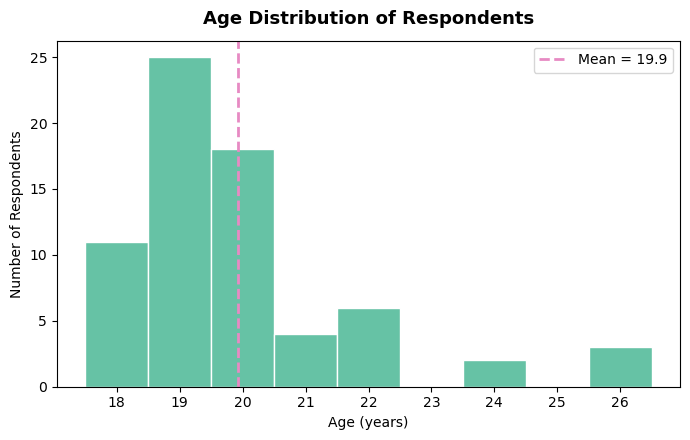 Age Distribution of Respondents
Mean = 19.9
Number of Respondents
25
20
15
10
5
0
18 19 20 21 22 23 24 25 26
Age (years)